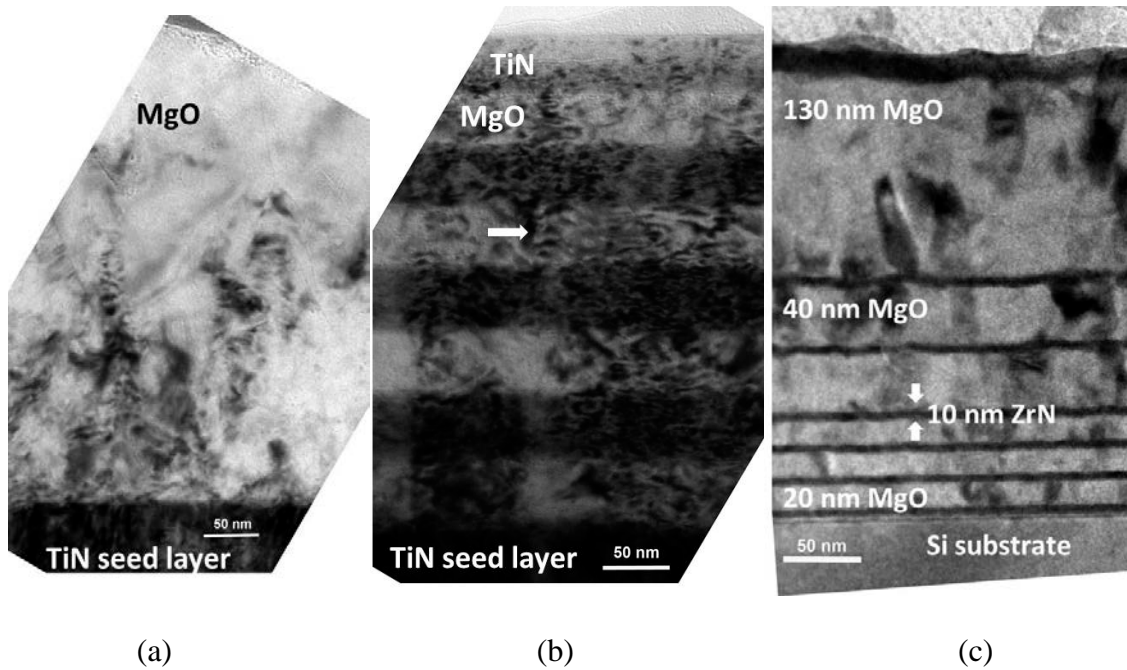 MgO
50 nm
TiN seed layer
TiN
MgO
50 nm
TiN seed layer
130 nm MgO
40 nm MgO
10 nm ZrN
20 nm MgO
50 nm
Si substrate
(a)
(b)
(c)